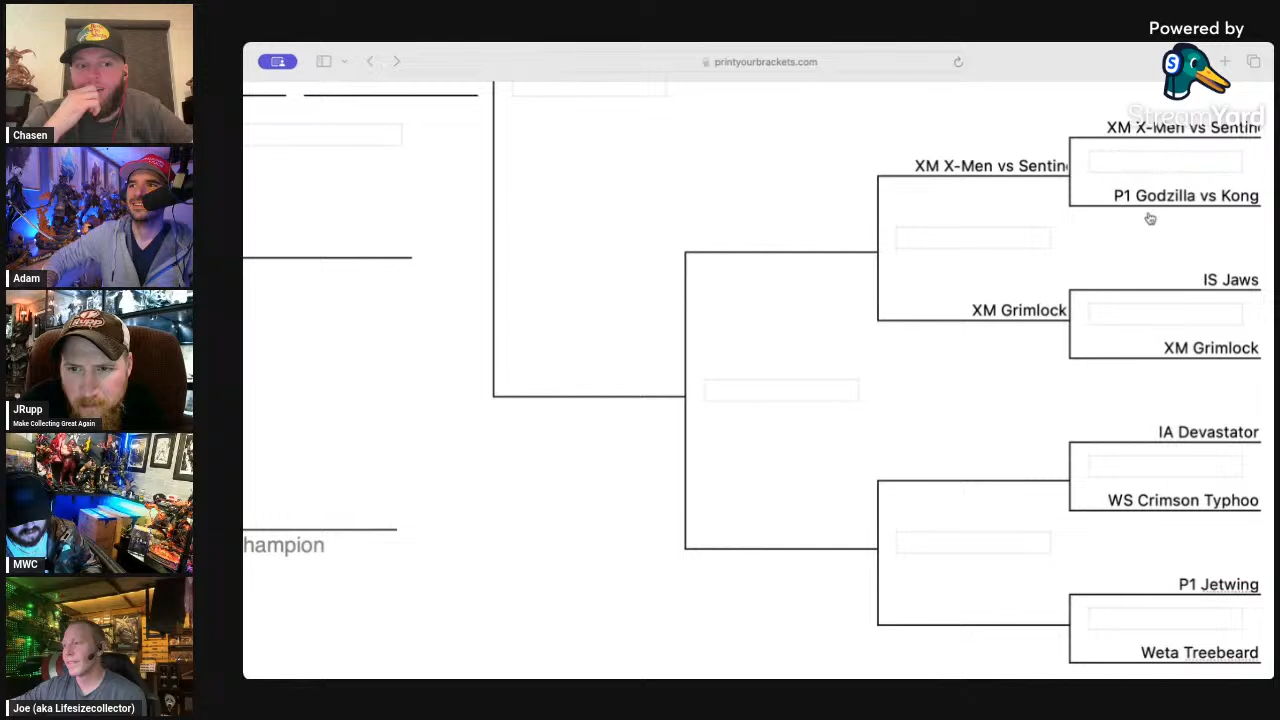 Chasen
Adam
JRupp
Make Collecting Great Again
MWC
Joe (aka Lifesizecollector)
Powered by
S
StreamYard
printyourbrackets.com
XM X-Men vs Sentin
P1 Godzilla vs Kong
XM X-Men vs Sentin
IS Jaws
XM Grimlock
XM Grimlock
IA Devastator
WS Crimson Typhoo
P1 Jetwing
Weta Treebeard
hampion